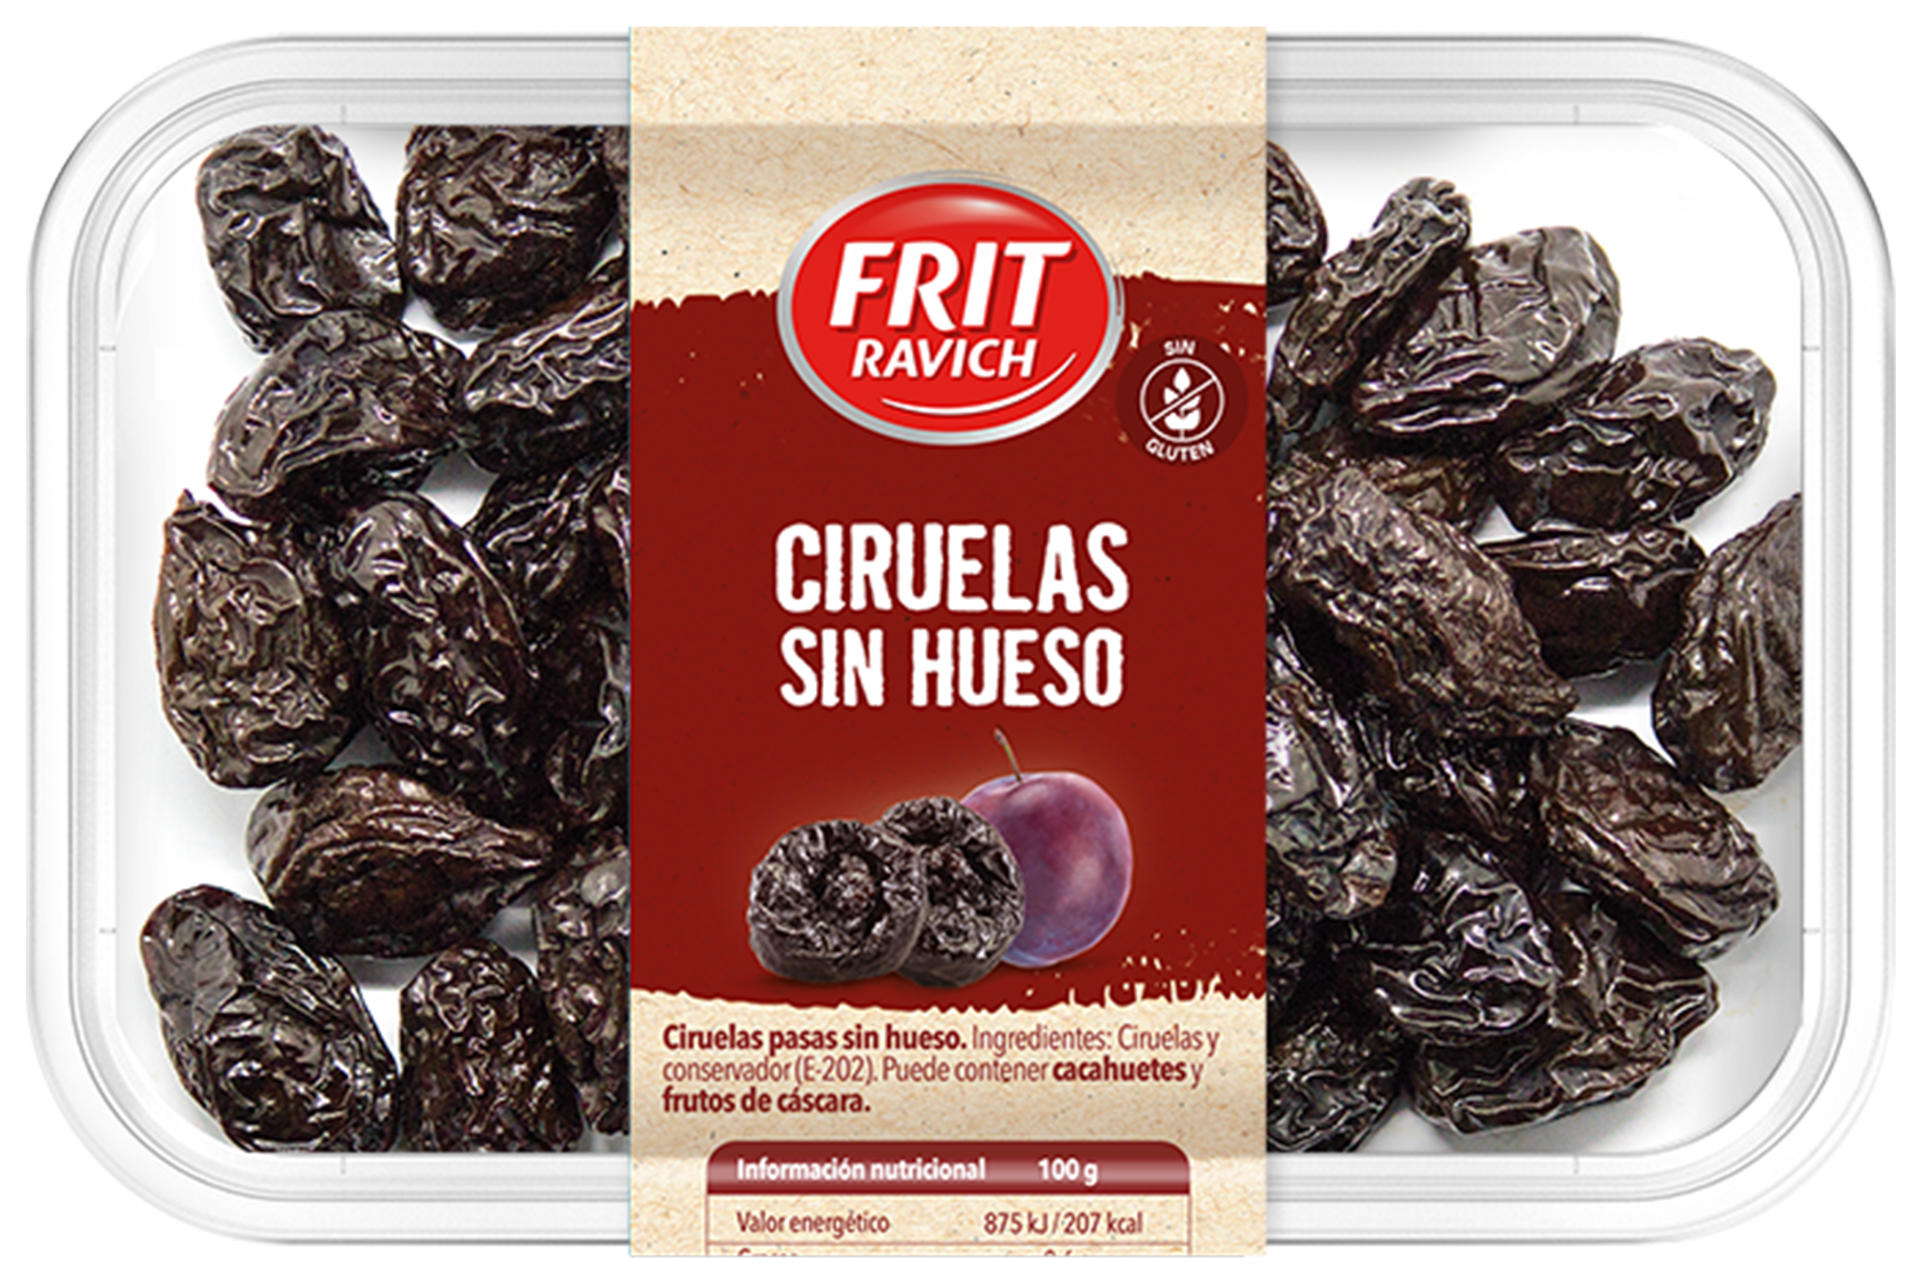 FRIT
RAVICH
SIN
GLUTEN
CIRUELAS
SIN HUESO
Ciruelas pasas sin hueso. Ingredientes: Ciruelas y
conservador (E-202). Puede contener cacahuetes y
frutos de cáscara.
Información nutricional 100 g
Valor energético 875 kJ / 207 kcal